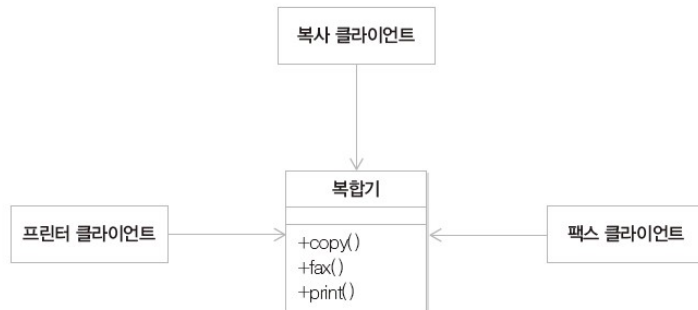 복사 클라이언트
복합기
프린터 클라이언트
팩스 클라이언트
+copy()
+fax()
+print()